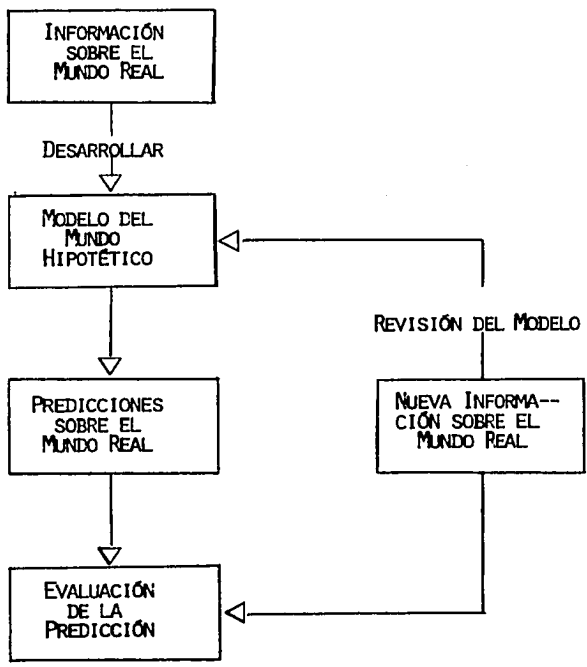 INFORMACIÓN
SOBRE EL
MUNDO REAL
DESARROLLAR
MODELO DEL
MUNDO
HIPOTÉTICO
REVISIÓN DEL MODELO
PREDICCIONES
SOBRE EL
MUNDO REAL
NUEVA INFORMA--
CIÓN SOBRE EL
MUNDO REAL
EVALUACIÓN
DE LA
PREDICCIÓN